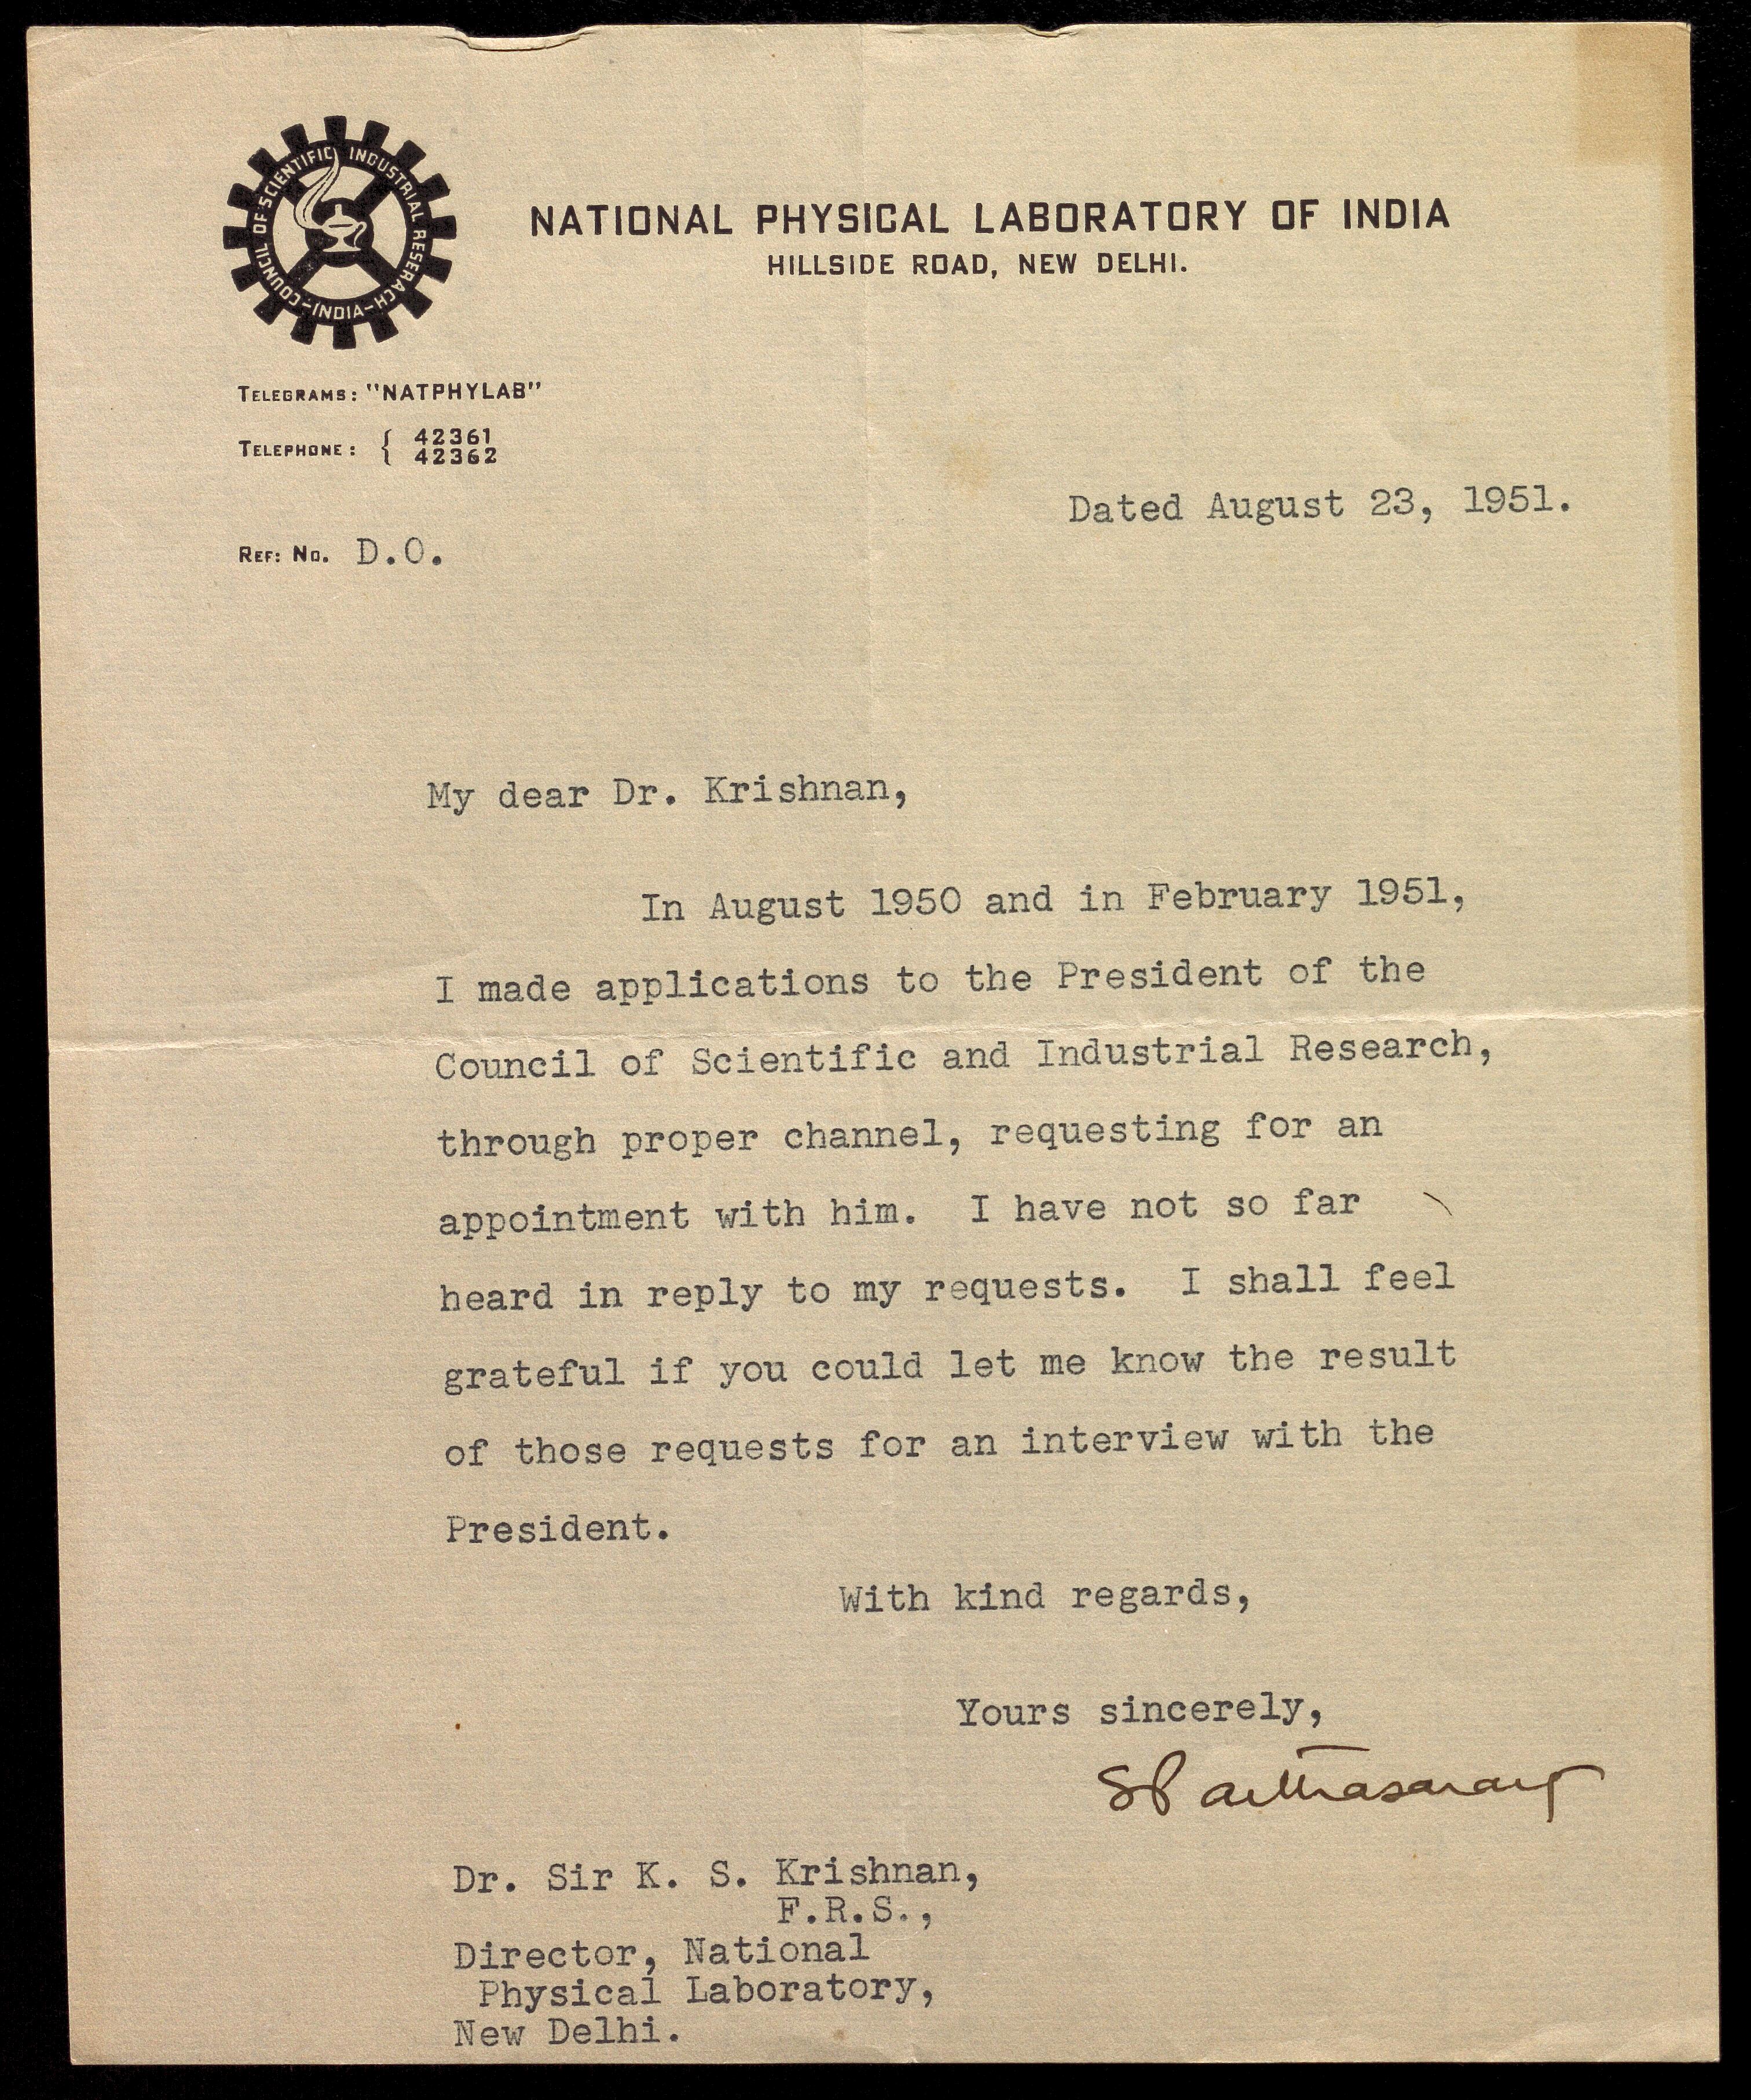 COUNCIL OF SCIENTIFIC INDUSTRIAL RESERACH-INDIA-
NATIONAL PHYSICAL LABORATORY OF INDIA
HILLSIDE ROAD, NEW DELHI.
TELEGRAMS: "NATPHYLAB"
TELEPHONE: { 42361
42362
Dated August 23, 1951.
REF: No. D.O.
My dear Dr. Krishnan,
In August 1950 and in February 1951,
I made applications to the President of the
Council of Scientific and Industrial Research,
through proper channel, requesting for an
appointment with him. I have not so far
heard in reply to my requests. I shall feel
grateful if you could let me know the result
of those requests for an interview with the
President.
With kind regards,
Yours sincerely,
S Parthasarathy
Dr. Sir K. S. Krishnan,
F.R.S.,
Director, National
Physical Laboratory,
New Delhi.